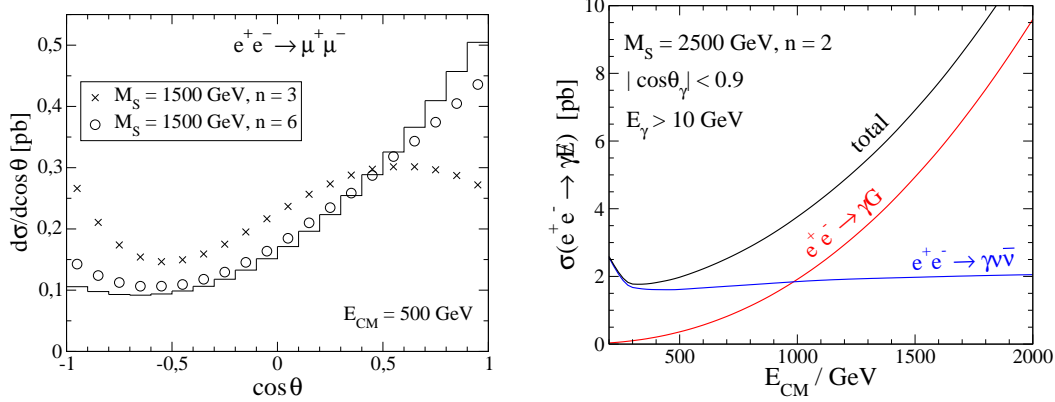 e⁺e⁻ → μ⁺μ⁻
M_S = 1500 GeV, n = 3
M_S = 1500 GeV, n = 6
E_CM = 500 GeV
dσ/dcosθ [pb]
0,5
0,4
0,3
0,2
0,1
0
-1
-0,5
0
0,5
1
cosθ
M_S = 2500 GeV, n = 2
| cosθ_γ| < 0.9
E_γ > 10 GeV
total
e⁺e⁻ → γG
e⁺e⁻ → γνν̄
σ(e⁺e⁻ → γE̸) [pb]
10
8
6
4
2
0
500
1000
1500
2000
E_CM / GeV